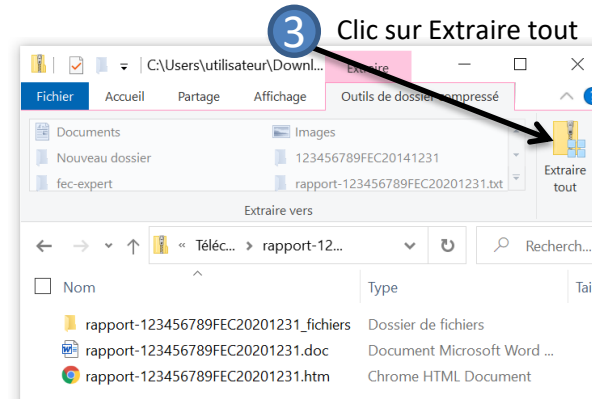 3 Clic sur Extraire tout
C:\Users\utilisateur\Downl... Extraire
Fichier Accueil Partage Affichage Outils de dossier compressé
Documents Images
Nouveau dossier 123456789FEC20141231
fec-expert rapport-123456789FEC20201231.txt
Extraire
tout
Extraire vers
« Téléc... > rapport-12... Recherch...
Nom Type Tai
rapport-123456789FEC20201231_fichiers Dossier de fichiers
rapport-123456789FEC20201231.doc Document Microsoft Word ...
rapport-123456789FEC20201231.htm Chrome HTML Document